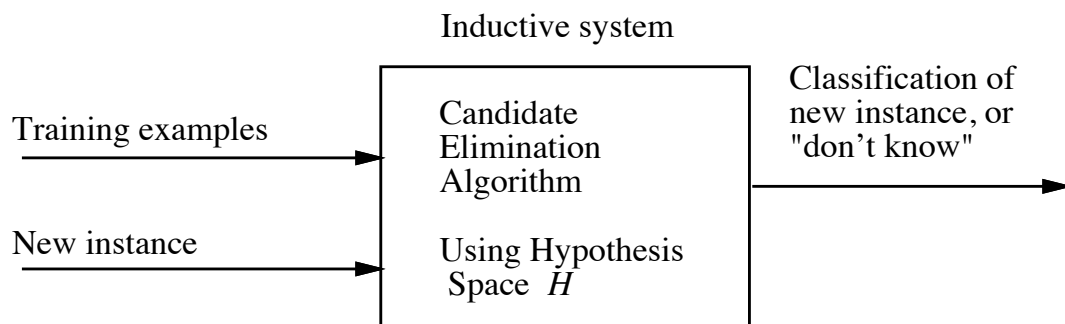 Inductive system
Training examples
New instance
Candidate
Elimination
Algorithm
Using Hypothesis
Space H
Classification of
new instance, or
"don't know"